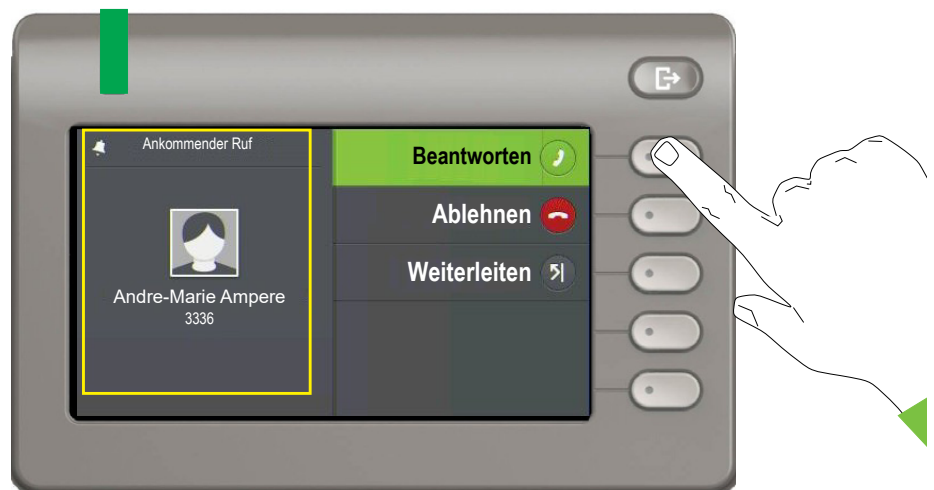 Ankommender Ruf
Andre-Marie Ampere
3336
Beantworten
Ablehnen
Weiterleiten